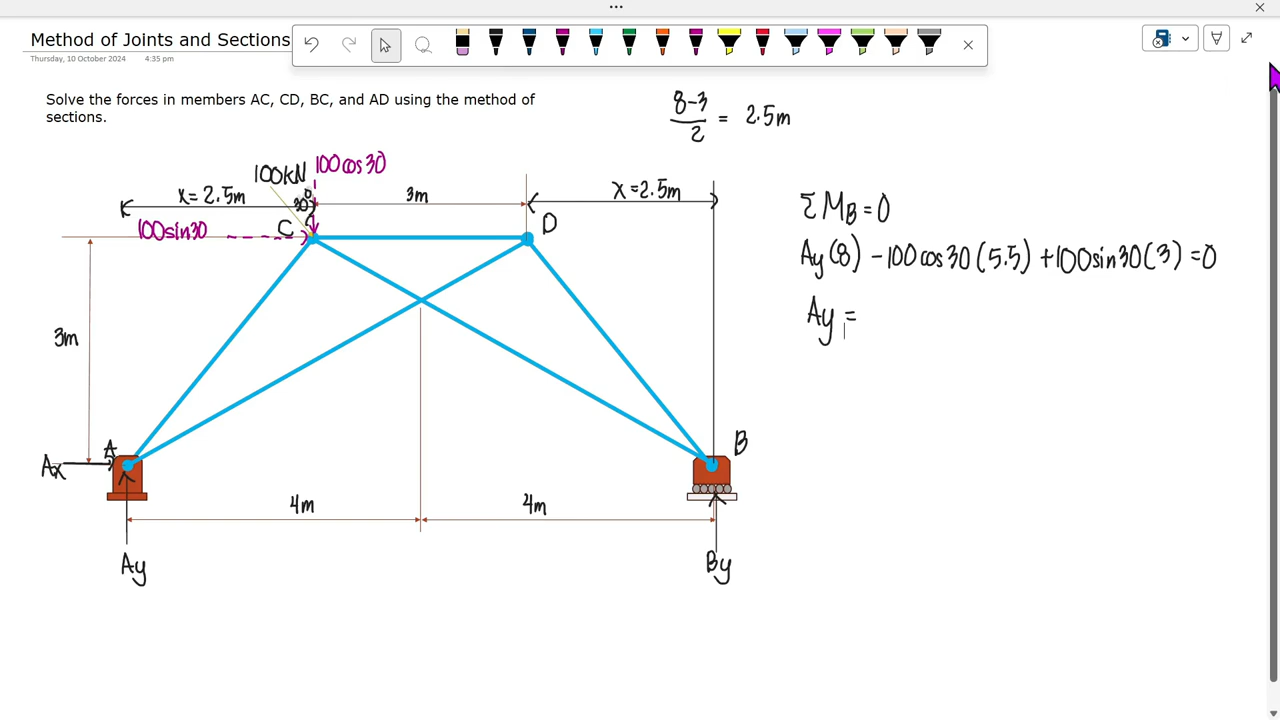 Method of Joints and Sections
Thursday, 10 October 2024    4:35 pm
Solve the forces in members AC, CD, BC, and AD using the method of
sections.
8-3
2
= 2.5m
100kN
100cos30
x = 2.5m
30°
3m
x = 2.5m
100sin30
C
D
ΣM_B = 0
Ay(8) - 100cos30(5.5) + 100sin30(3) = 0
Ay =
3m
A
B
Ax
4m
4m
Ay
By